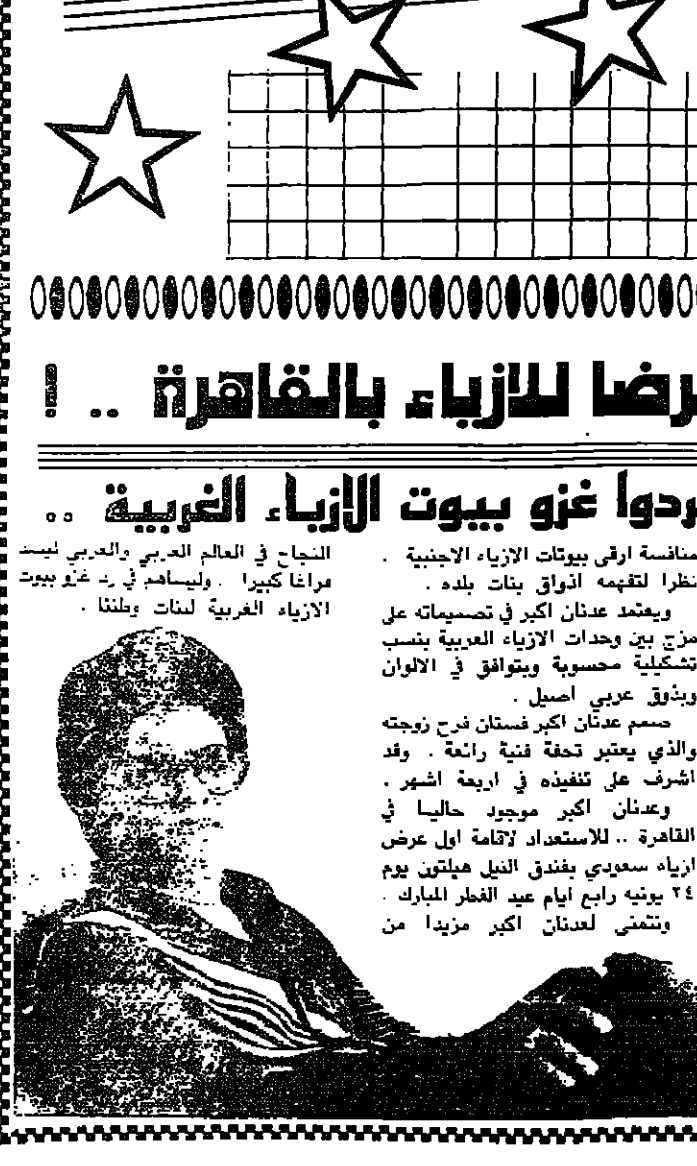 رضا للازياء بالقاهرة .. !
ردوا غزو بيوت الازياء الغربية ..
منافسة ارقى بيوتات الازياء الاجنبية .
نظرا لتفهمه اذواق بنات بلده .
ويعتمد عدنان اكبر في تصميماته على
مزج بين وحدات الازياء العربية بنسب
تشكيلية محسوبة ويتوافق في الالوان
وبذوق عربي اصيل .
صمم عدنان اكبر فستان فرح زوجته
والذي يعتبر تحفة فنية رائعة . وقد
اشرف على تنفيذه في اربعة اشهر .
وعدنان اكبر موجود حاليا في
القاهرة .. للاستعداد لاقامة اول عرض
ازياء سعودي بفندق النيل هيلتون يوم
٢٤ يونيه رابع ايام عيد الفطر المبارك .
ونتمنى لعدنان اكبر مزيدا من
النجاح في العالم العربي والعربي ليسد
فراغا كبيرا . وليساهم في رد غزو بيوت
الازياء الغربية لبنات وطننا .